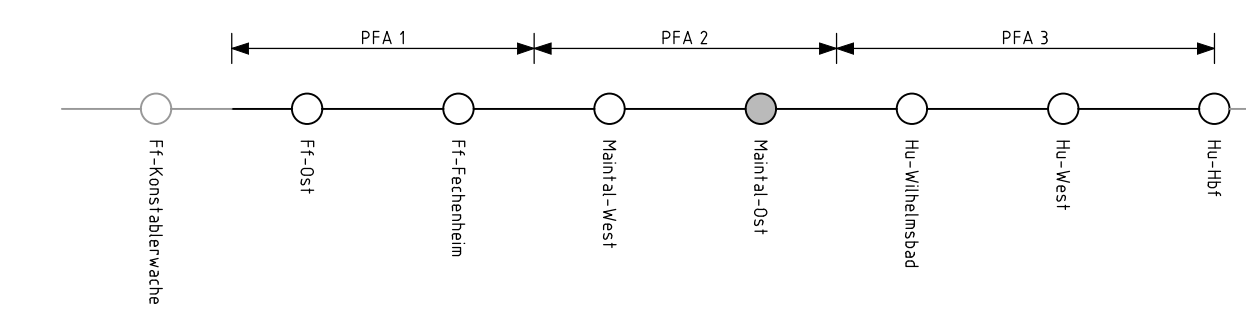 PFA 1
PFA 2
PFA 3
Ff-Konstablerwache
Ff-Ost
Ff-Fechenheim
Maintal-West
Maintal-Ost
Hu-Wilhelmsbad
Hu-West
Hu-Hbf